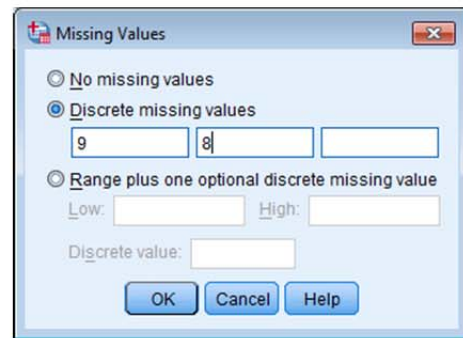 Missing Values
No missing values
Discrete missing values
9 8
Range plus one optional discrete missing value
Low: High:
Discrete value:
OK Cancel Help